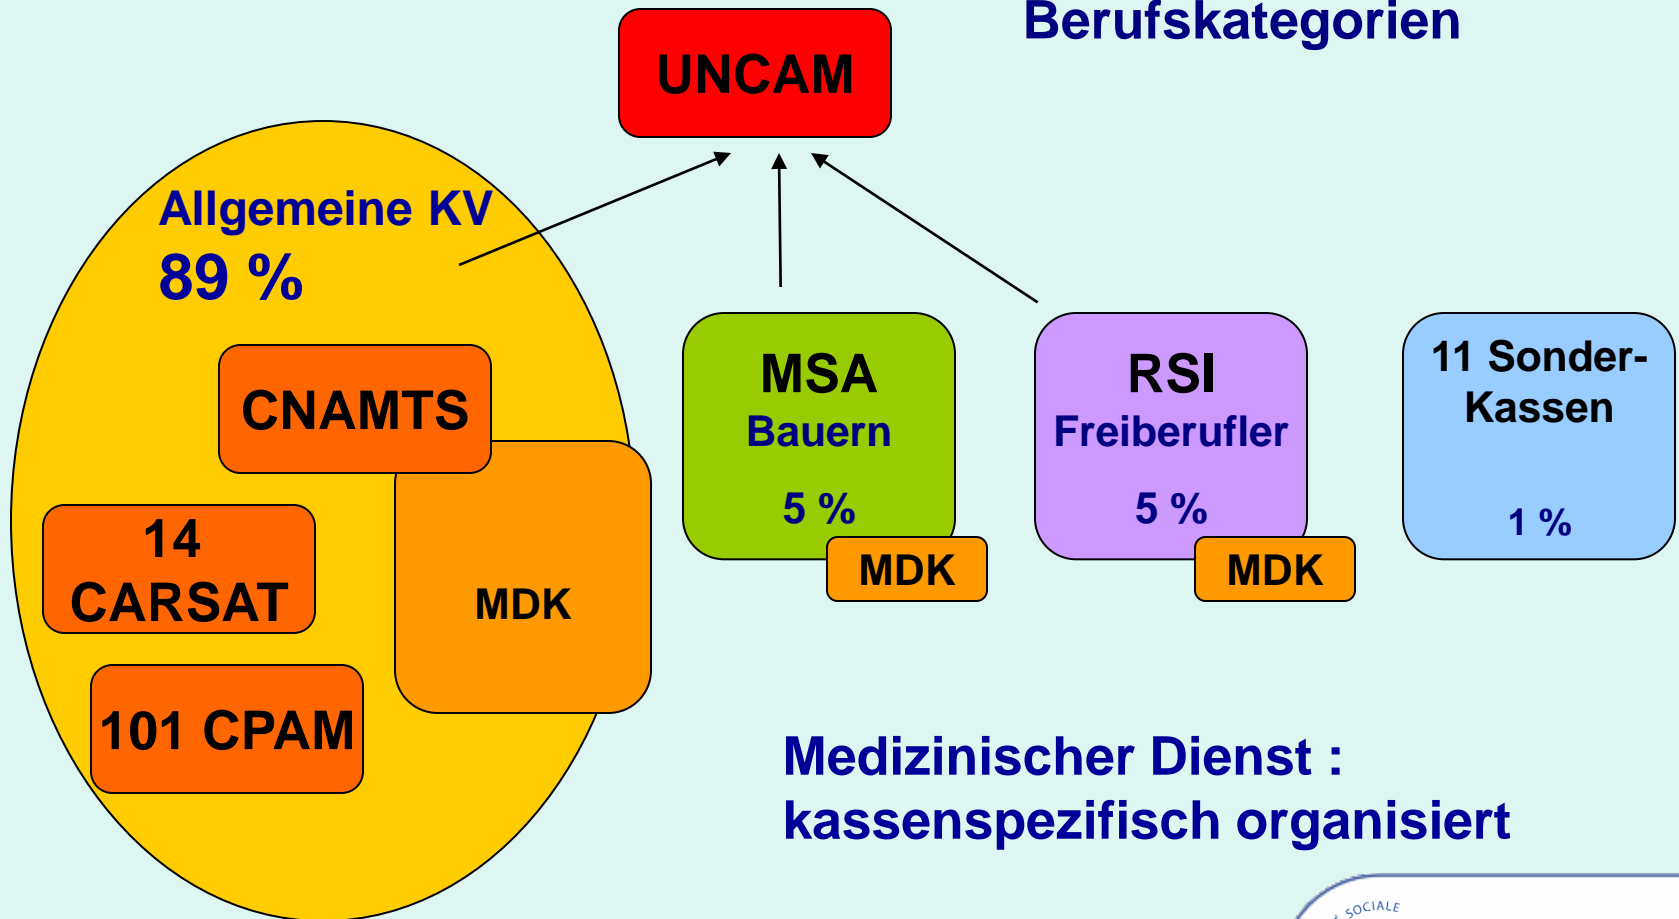 Berufskategorien
UNCAM
Allgemeine KV
89 %
CNAMTS
14
CARSAT
101 CPAM
MDK
MSA
Bauern
5 %
MDK
RSI
Freiberufler
5 %
MDK
11 Sonder-
Kassen
1 %
Medizinischer Dienst :
kassenspezifisch organisiert
SOCIALE